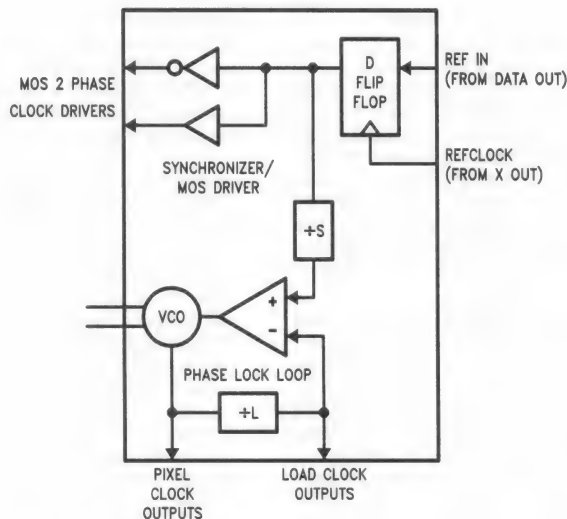 MOS 2 PHASE
CLOCK DRIVERS
D
FLIP
FLOP
REF IN
(FROM DATA OUT)
REFCLOCK
(FROM X OUT)
SYNCHRONIZER/
MOS DRIVER
÷S
+
−
VCO
PHASE LOCK LOOP
÷L
PIXEL
CLOCK
OUTPUTS
LOAD CLOCK
OUTPUTS